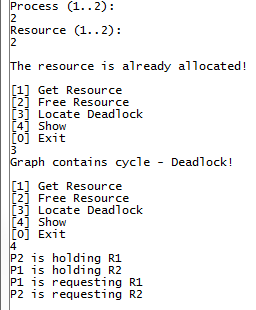 Process (1..2):
2
Resource (1..2):
2
The resource is already allocated!
[1] Get Resource
[2] Free Resource
[3] Locate Deadlock
[4] Show
[0] Exit
3
Graph contains cycle - Deadlock!
[1] Get Resource
[2] Free Resource
[3] Locate Deadlock
[4] Show
[0] Exit
4
P2 is holding R1
P1 is holding R2
P1 is requesting R1
P2 is requesting R2